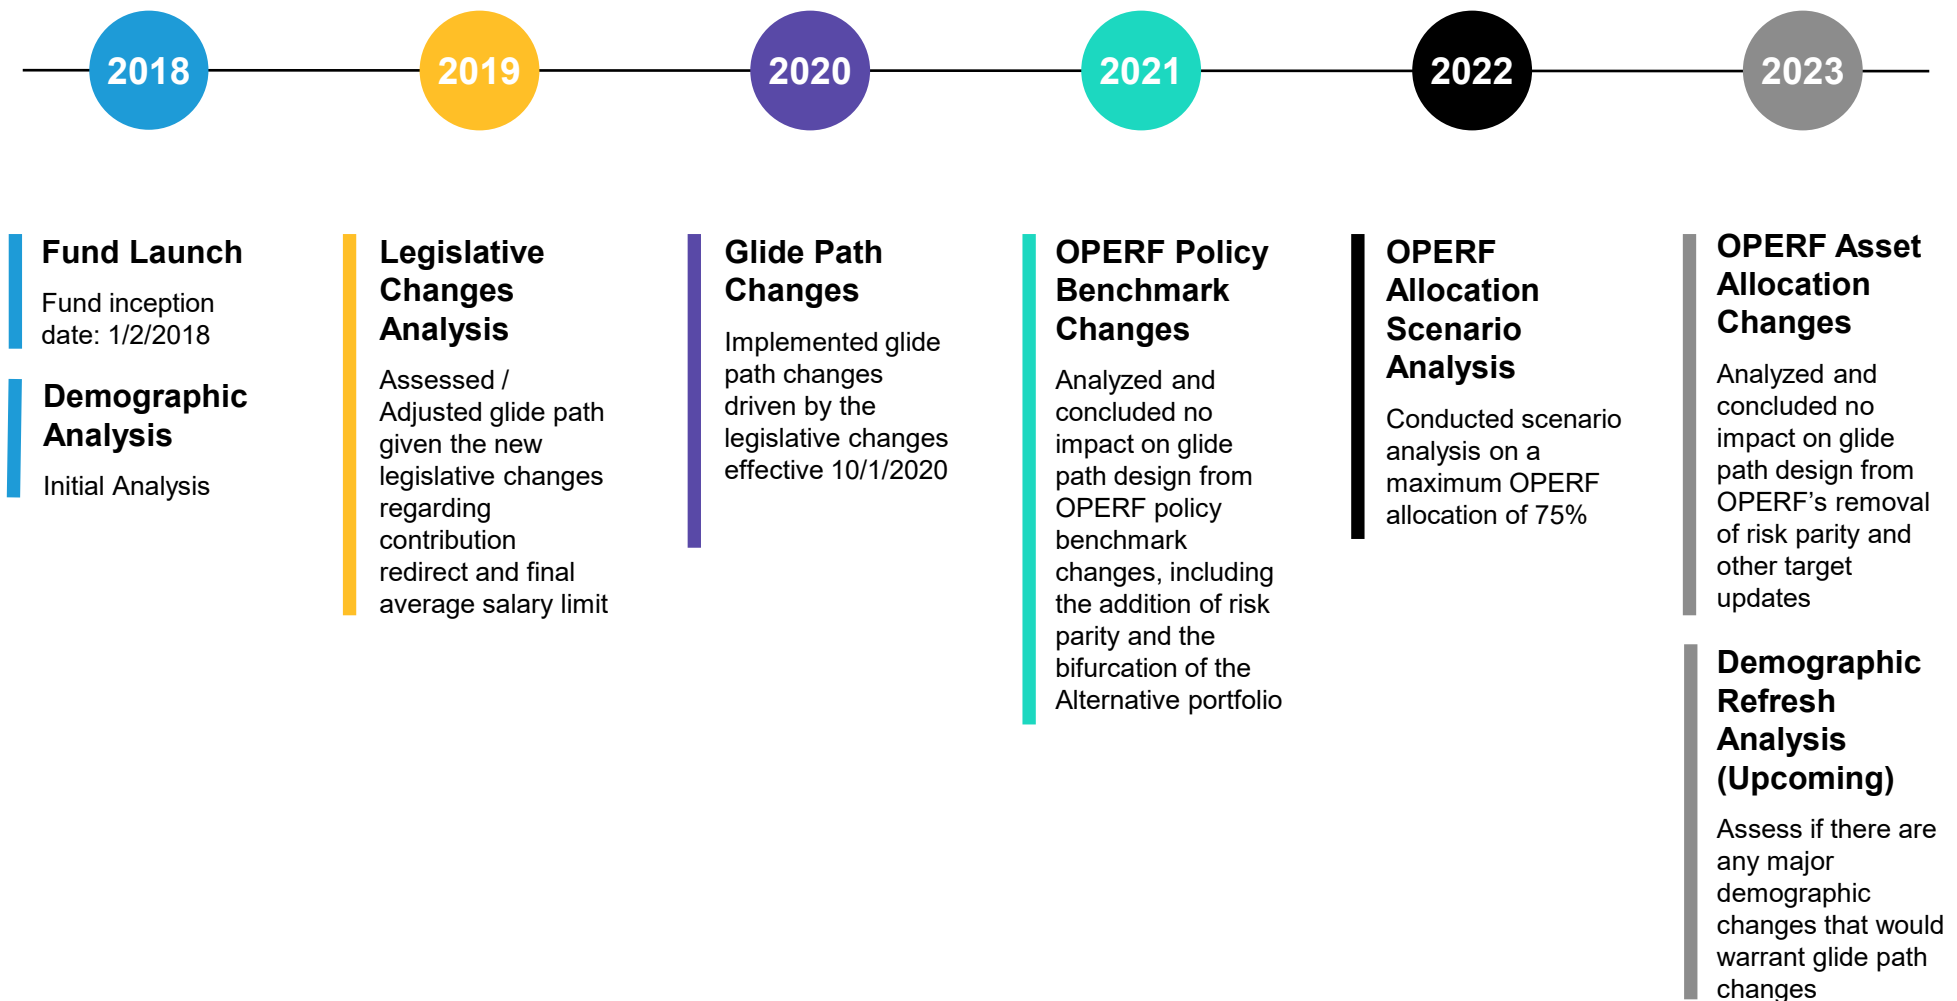 2018
2019
2020
2021
2022
2023
Fund Launch
Fund inception
date: 1/2/2018
Demographic
Analysis
Initial Analysis
Legislative
Changes
Analysis
Assessed /
Adjusted glide path
given the new
legislative changes
regarding
contribution
redirect and final
average salary limit
Glide Path
Changes
Implemented glide
path changes
driven by the
legislative changes
effective 10/1/2020
OPERF Policy
Benchmark
Changes
Analyzed and
concluded no
impact on glide
path design from
OPERF policy
benchmark
changes, including
the addition of risk
parity and the
bifurcation of the
Alternative portfolio
OPERF
Allocation
Scenario
Analysis
Conducted scenario
analysis on a
maximum OPERF
allocation of 75%
OPERF Asset
Allocation
Changes
Analyzed and
concluded no
impact on glide
path design from
OPERF’s removal
of risk parity and
other target
updates
Demographic
Refresh
Analysis
(Upcoming)
Assess if there are
any major
demographic
changes that would
warrant glide path
changes